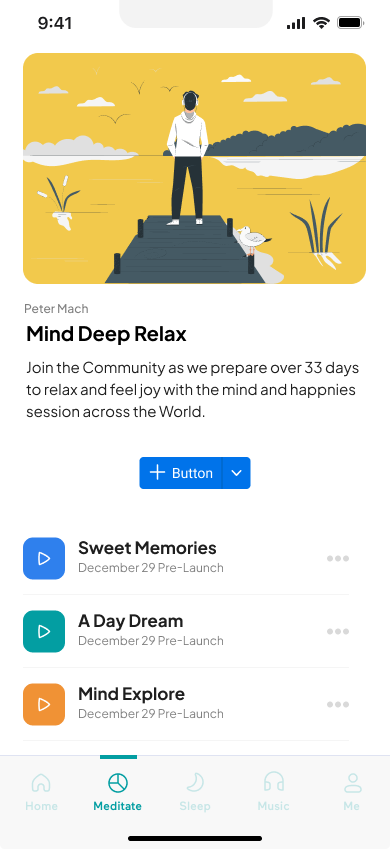 9:41
Peter Mach
Mind Deep Relax
Join the Community as we prepare over 33 days
to relax and feel joy with the mind and happnies
session across the World.
Button
Sweet Memories
December 29 Pre-Launch
A Day Dream
December 29 Pre-Launch
Mind Explore
December 29 Pre-Launch
Home Meditate Sleep Music Me